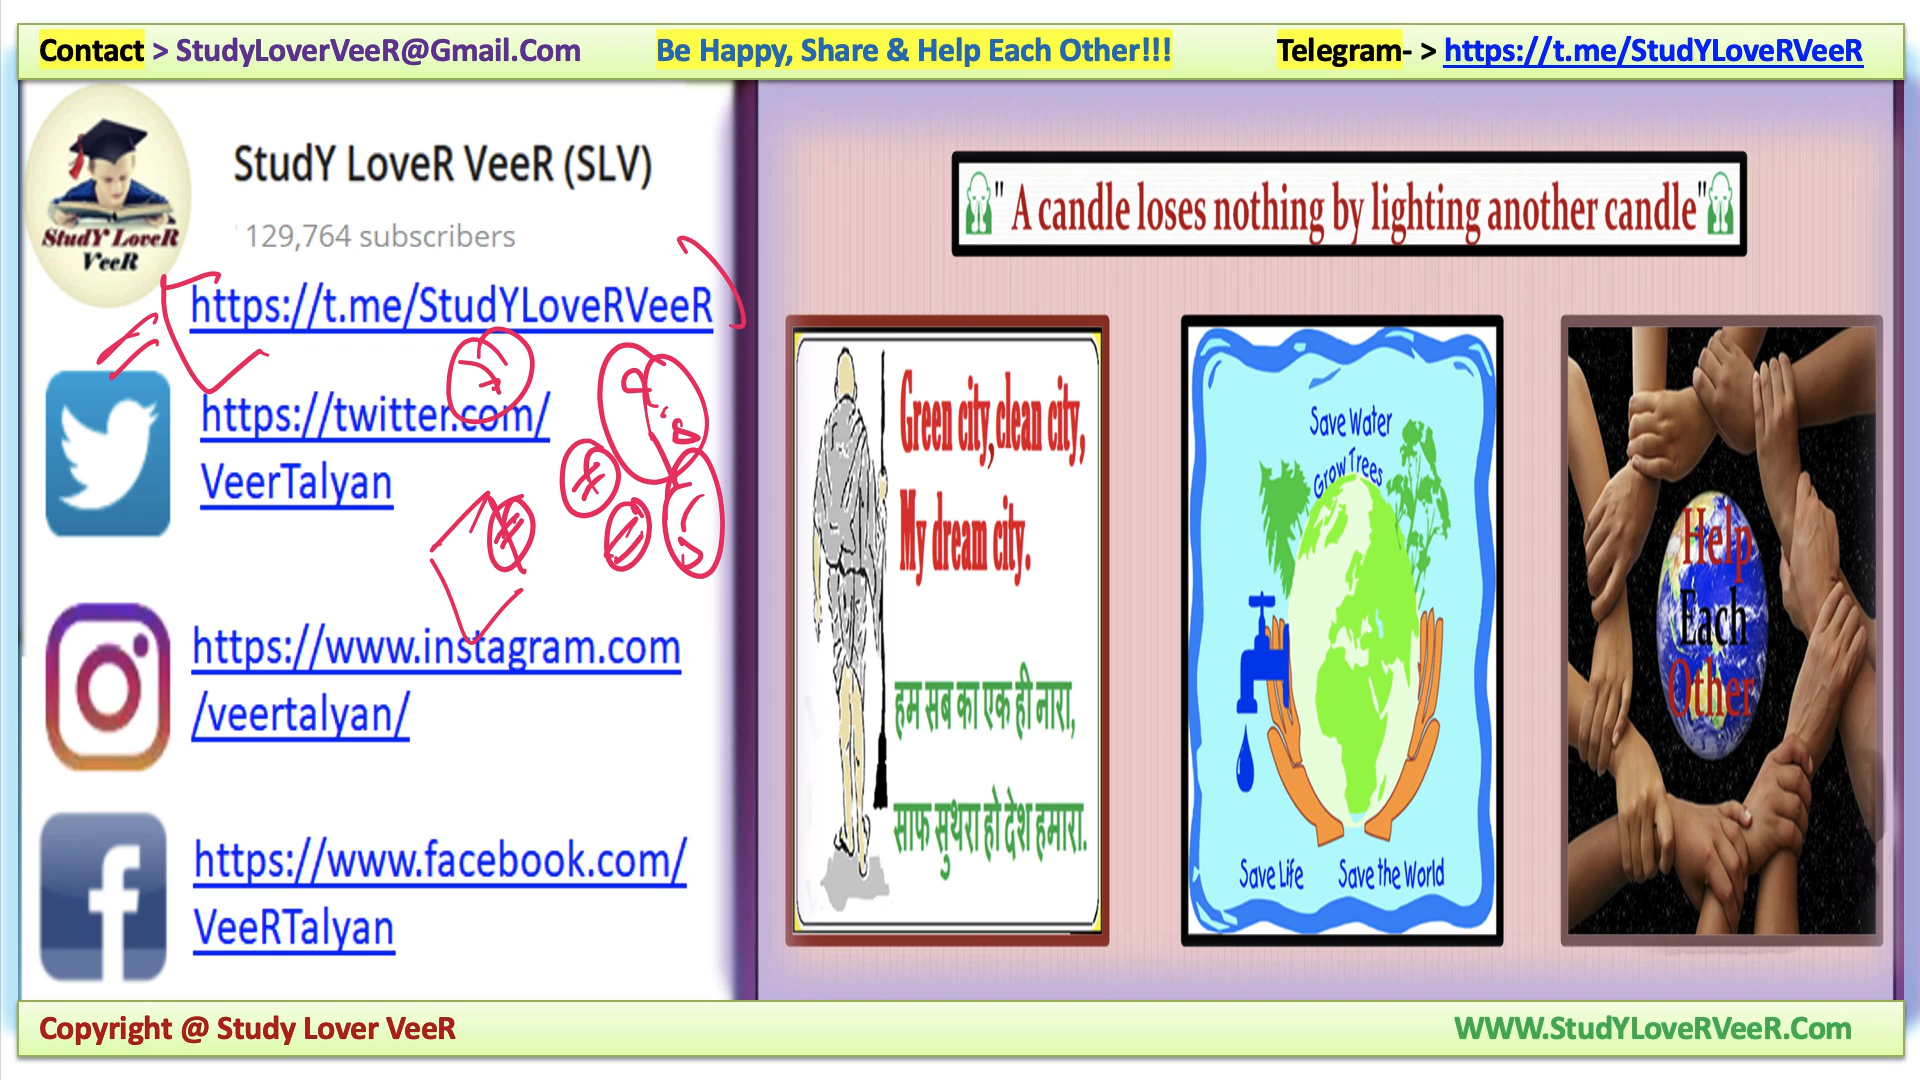 Contact > StudyLoverVeeR@Gmail.Com
Be Happy, Share & Help Each Other!!!
Telegram- > https://t.me/StudYLoveRVeeR
StudY LoveR
VeeR
StudY LoveR VeeR (SLV)
129,764 subscribers
https://t.me/StudYLoveRVeeR
https://twitter.com/
VeerTalyan
https://www.instagram.com
/veertalyan/
https://www.facebook.com/
VeeRTalyan
" A candle loses nothing by lighting another candle"
Green city,clean city,
My dream city.
हम सब का एक ही नारा,
साफ सुथरा हो देश हमारा.
Save Water
Grow Trees
Save Life
Save the World
Help
Each
Other
Copyright @ Study Lover VeeR
WWW.StudYLoveRVeeR.Com